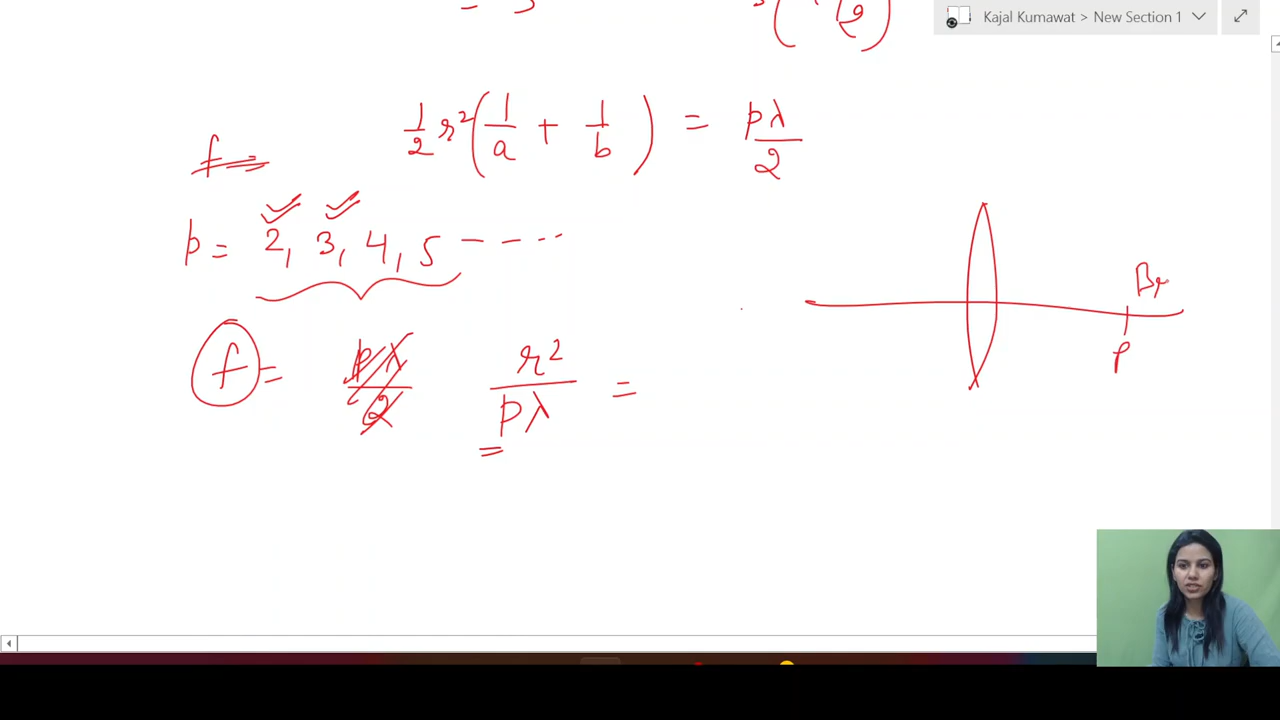 Kajal Kumawat > New Section 1
1/2 r²(1/a + 1/b) = pλ/2
f
p = 2, 3, 4, 5 - - - - -
f = pλ/2 r²/pλ =
Br
P